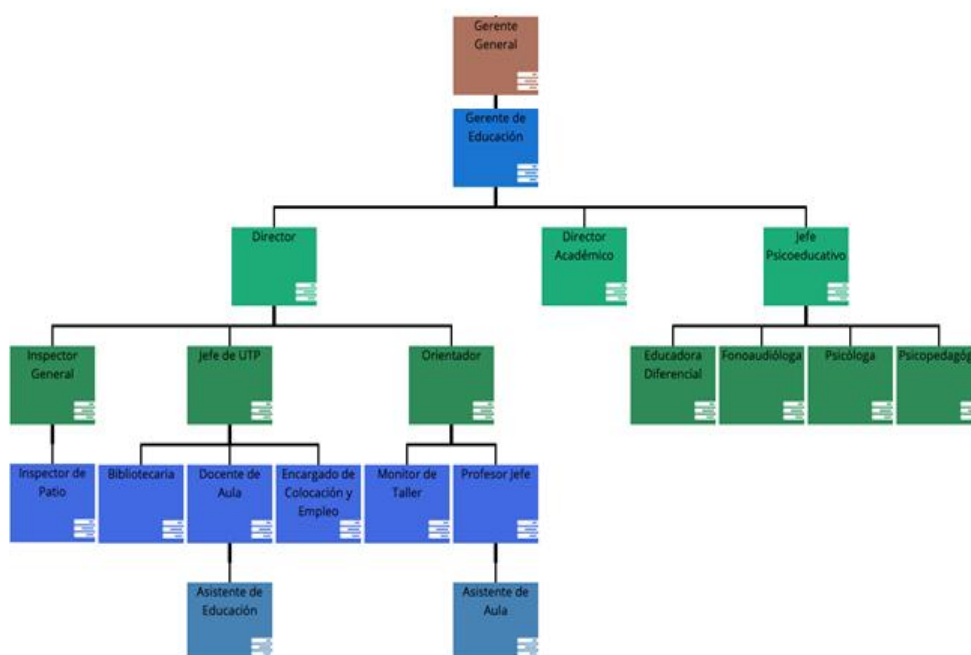 Gerente
General
Gerente de
Educación
Director
Director
Académico
Jefe
Psicoeducativo
Inspector
General
Jefe de UTP
Orientador
Educadora
Diferencial
Fonoaudióloga
Psicóloga
Psicopedagóg
Inspector de
Patio
Bibliotecaria
Docente de
Aula
Encargado de
Colocación y
Empleo
Monitor de
Taller
Profesor Jefe
Asistente de
Educación
Asistente de
Aula